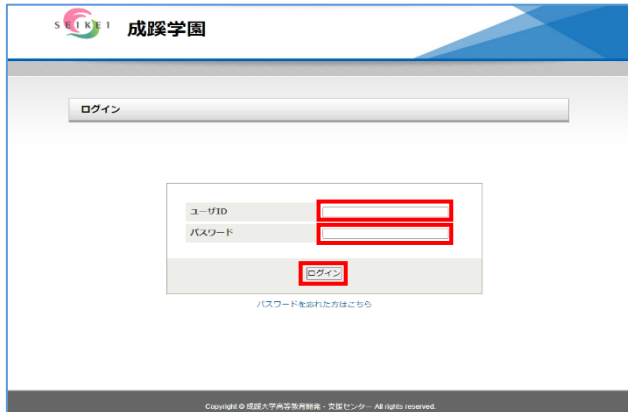 SEIKEI 成蹊学園
ログイン
ユーザID
パスワード
ログイン
パスワードを忘れた方はこちら
Copyright © 成蹊大学高等教育開発・支援センター All rights reserved.